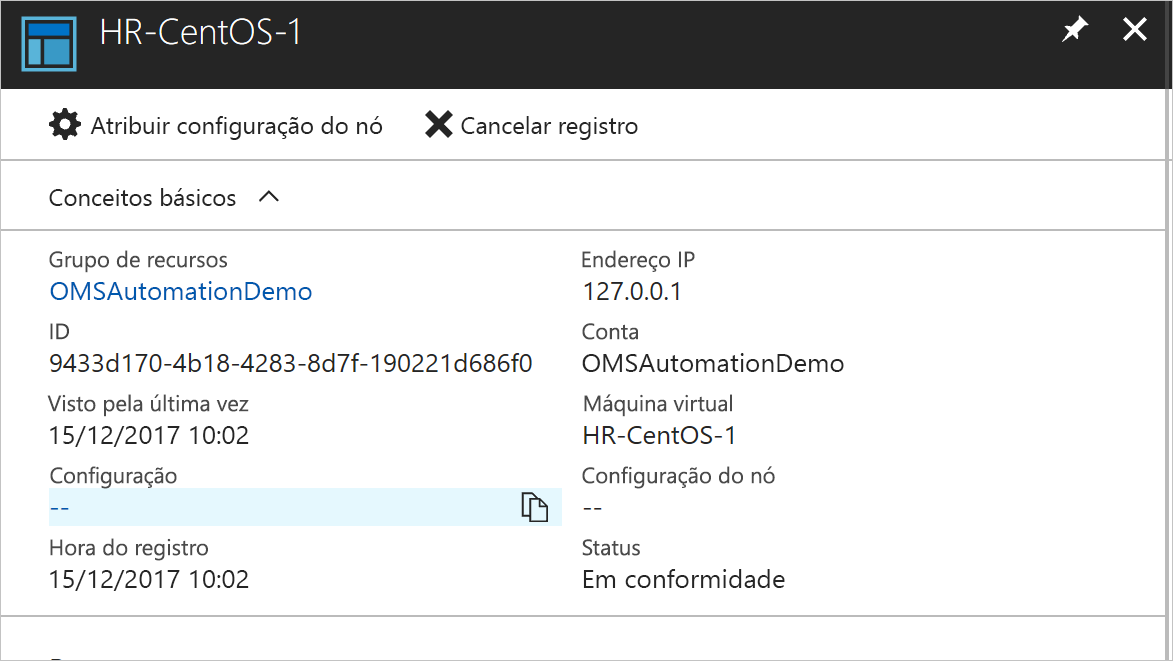 HR-CentOS-1
Atribuir configuração do nó
Cancelar registro
Conceitos básicos
Grupo de recursos
OMSAutomationDemo
ID
9433d170-4b18-4283-8d7f-190221d686f0
Visto pela última vez
15/12/2017 10:02
Configuração
--
Hora do registro
15/12/2017 10:02
Endereço IP
127.0.0.1
Conta
OMSAutomationDemo
Máquina virtual
HR-CentOS-1
Configuração do nó
--
Status
Em conformidade